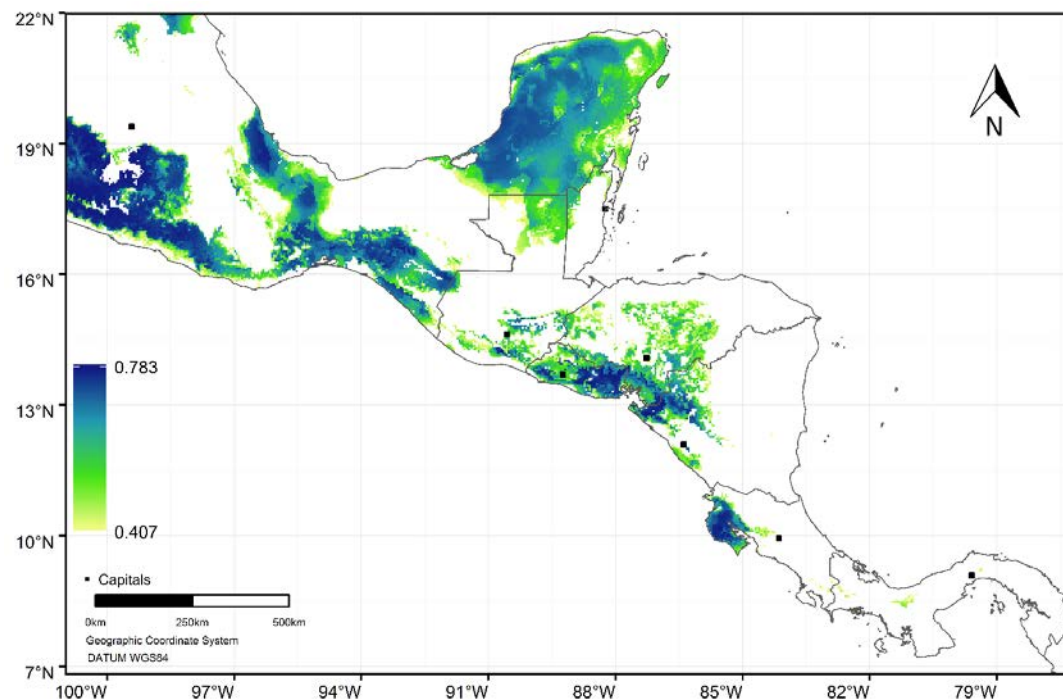 22°N
19°N
16°N
13°N
10°N
7°N
N
0.783
0.407
Capitals
0km 250km 500km
Geographic Coordinate System
DATUM WGS84
100°W 97°W 94°W 91°W 88°W 85°W 82°W 79°W